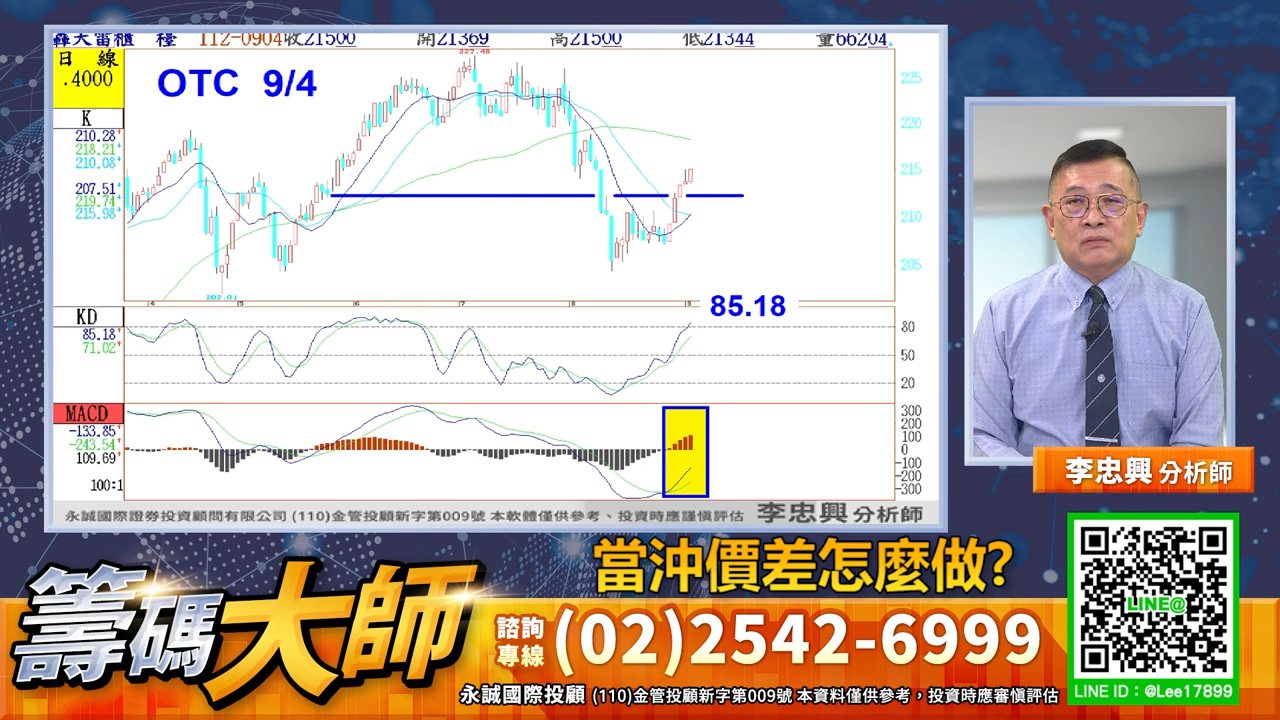 112-0904收21500 開21369 高21500 低21344 量66204
日 線
.4000
OTC 9/4
227.48
K
210.28
218.21
210.08
207.51
219.74
215.98
225
220
215
210
205
202.01
4 5 6 7 8 9
85.18
KD
85.18
71.02
80
50
20
MACD
-133.85
-243.54
109.69
100:1
300
200
100
0
-100
-200
-300
永誠國際證券投資顧問有限公司 (110)金管投顧新字第009號 本軟體僅供參考、投資時應謹慎評估 李忠興 分析師
李忠興 分析師
當沖價差怎麼做?
籌碼大師
諮詢專線 (02)2542-6999
永誠國際投顧 (110)金管投顧新字第009號 本資料僅供參考，投資時應審慎評估
LINE@
LINE ID：@Lee17899